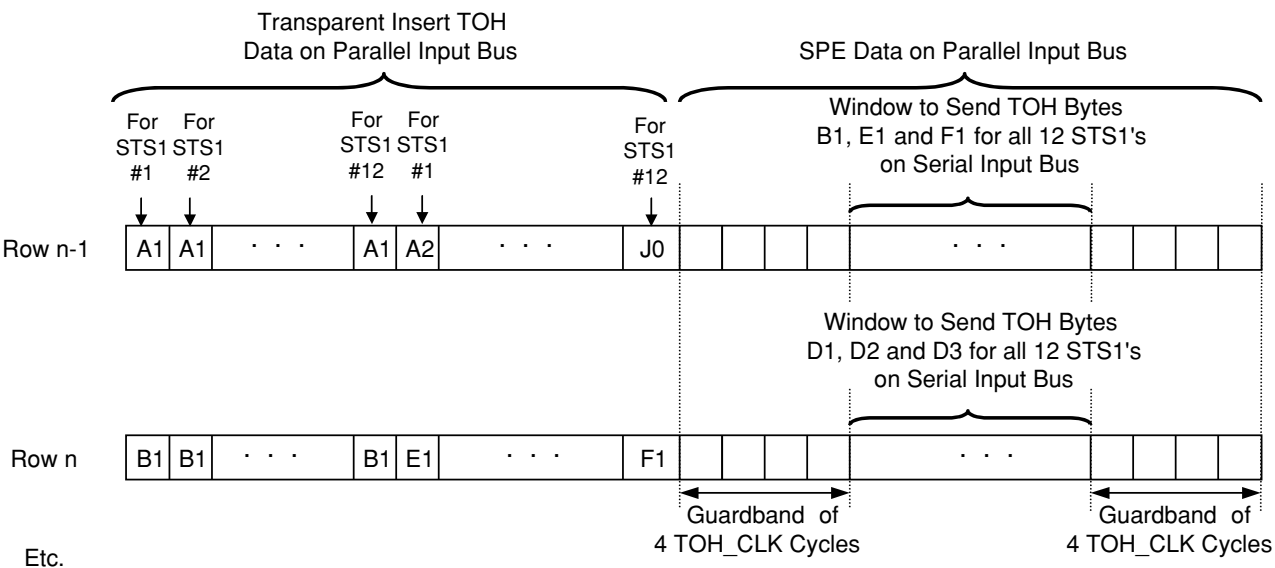 Transparent Insert TOH
Data on Parallel Input Bus
SPE Data on Parallel Input Bus
For
STS1
#1
For
STS1
#2
For
STS1
#12
For
STS1
#1
For
STS1
#12
Window to Send TOH Bytes
B1, E1 and F1 for all 12 STS1's
on Serial Input Bus
Row n-1
A1 A1 . . . A1 A2 . . . J0 . . .
Window to Send TOH Bytes
D1, D2 and D3 for all 12 STS1's
on Serial Input Bus
Row n
B1 B1 . . . B1 E1 . . . F1 . . .
Guardband of
4 TOH_CLK Cycles
Guardband of
4 TOH_CLK Cycles
Etc.